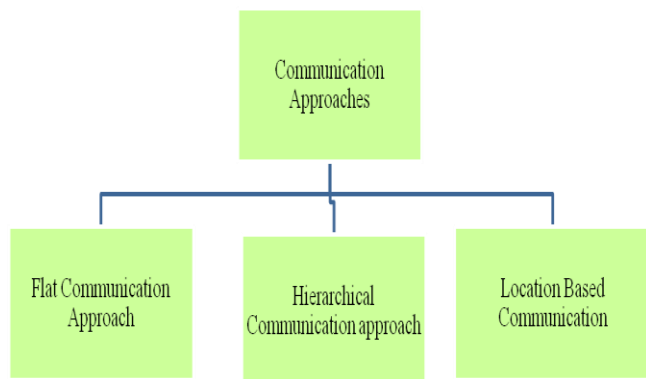 Communication
Approaches
Flat Communication
Approach
Hierarchical
Communication approach
Location Based
Communication